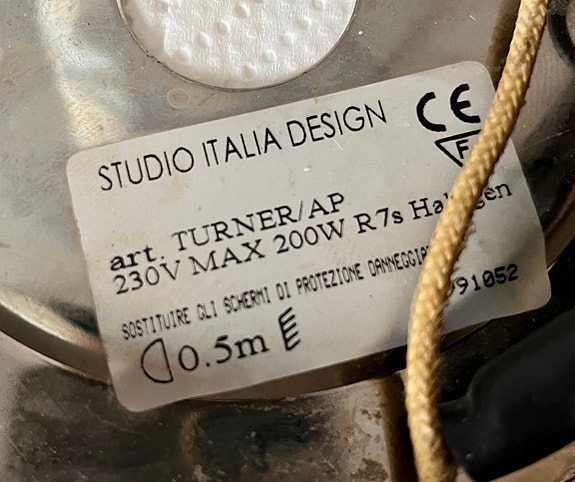 STUDIO ITALIA DESIGN
CE
F
art. TURNER/AP
230V MAX 200W R7s
SOSTITUIRE GLI SCHERMI DI PROTEZIONE
0.5m